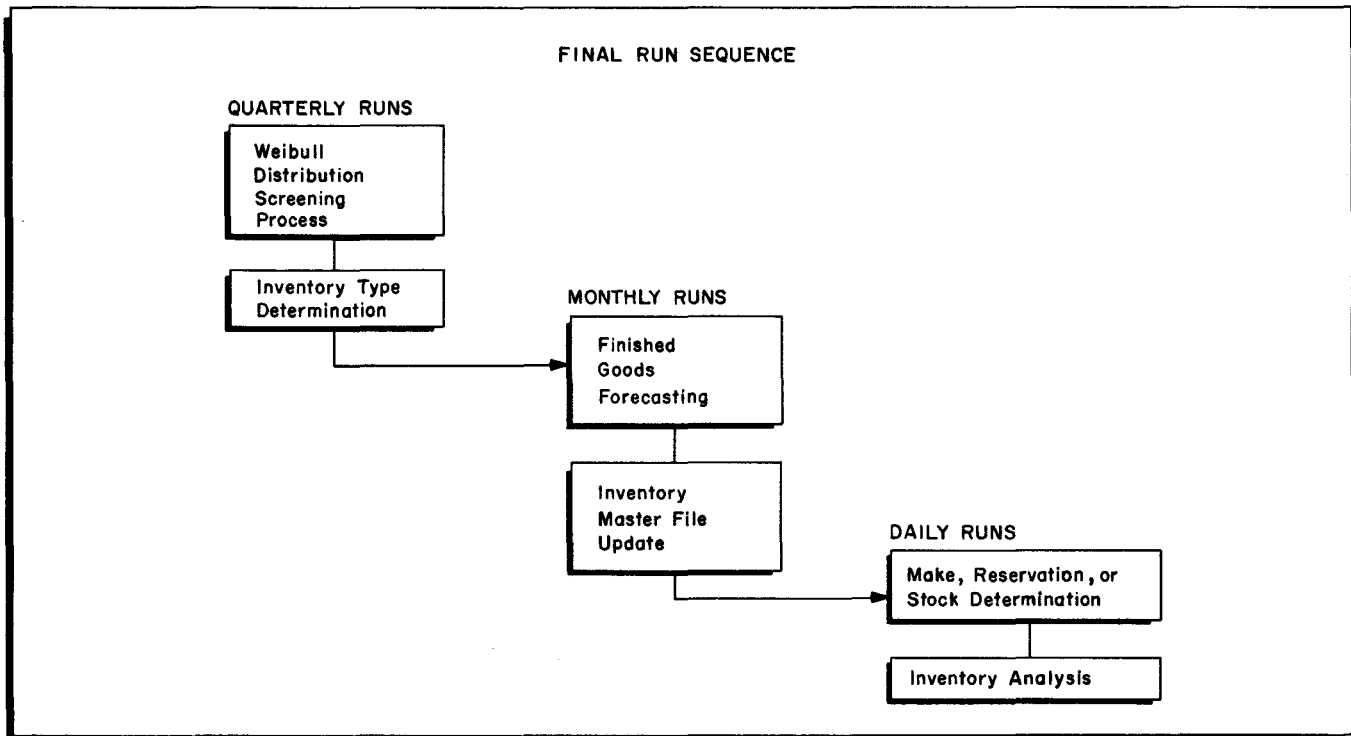 FINAL RUN SEQUENCE
QUARTERLY RUNS
Weibull
Distribution
Screening
Process
Inventory Type
Determination
MONTHLY RUNS
Finished
Goods
Forecasting
Inventory
Master File
Update
DAILY RUNS
Make, Reservation, or
Stock Determination
Inventory Analysis